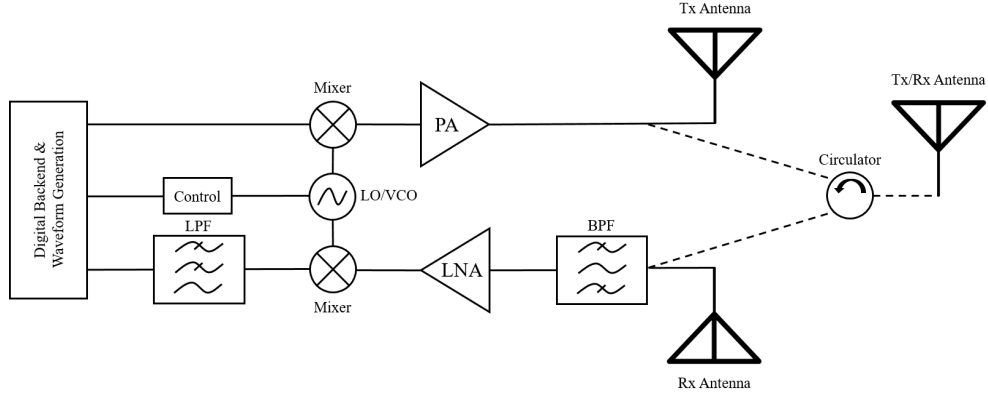 Tx Antenna
Tx/Rx Antenna
Mixer
PA
Digital Backend &
Waveform Generation
Circulator
Control
LO/VCO
LPF
BPF
LNA
Mixer
Rx Antenna